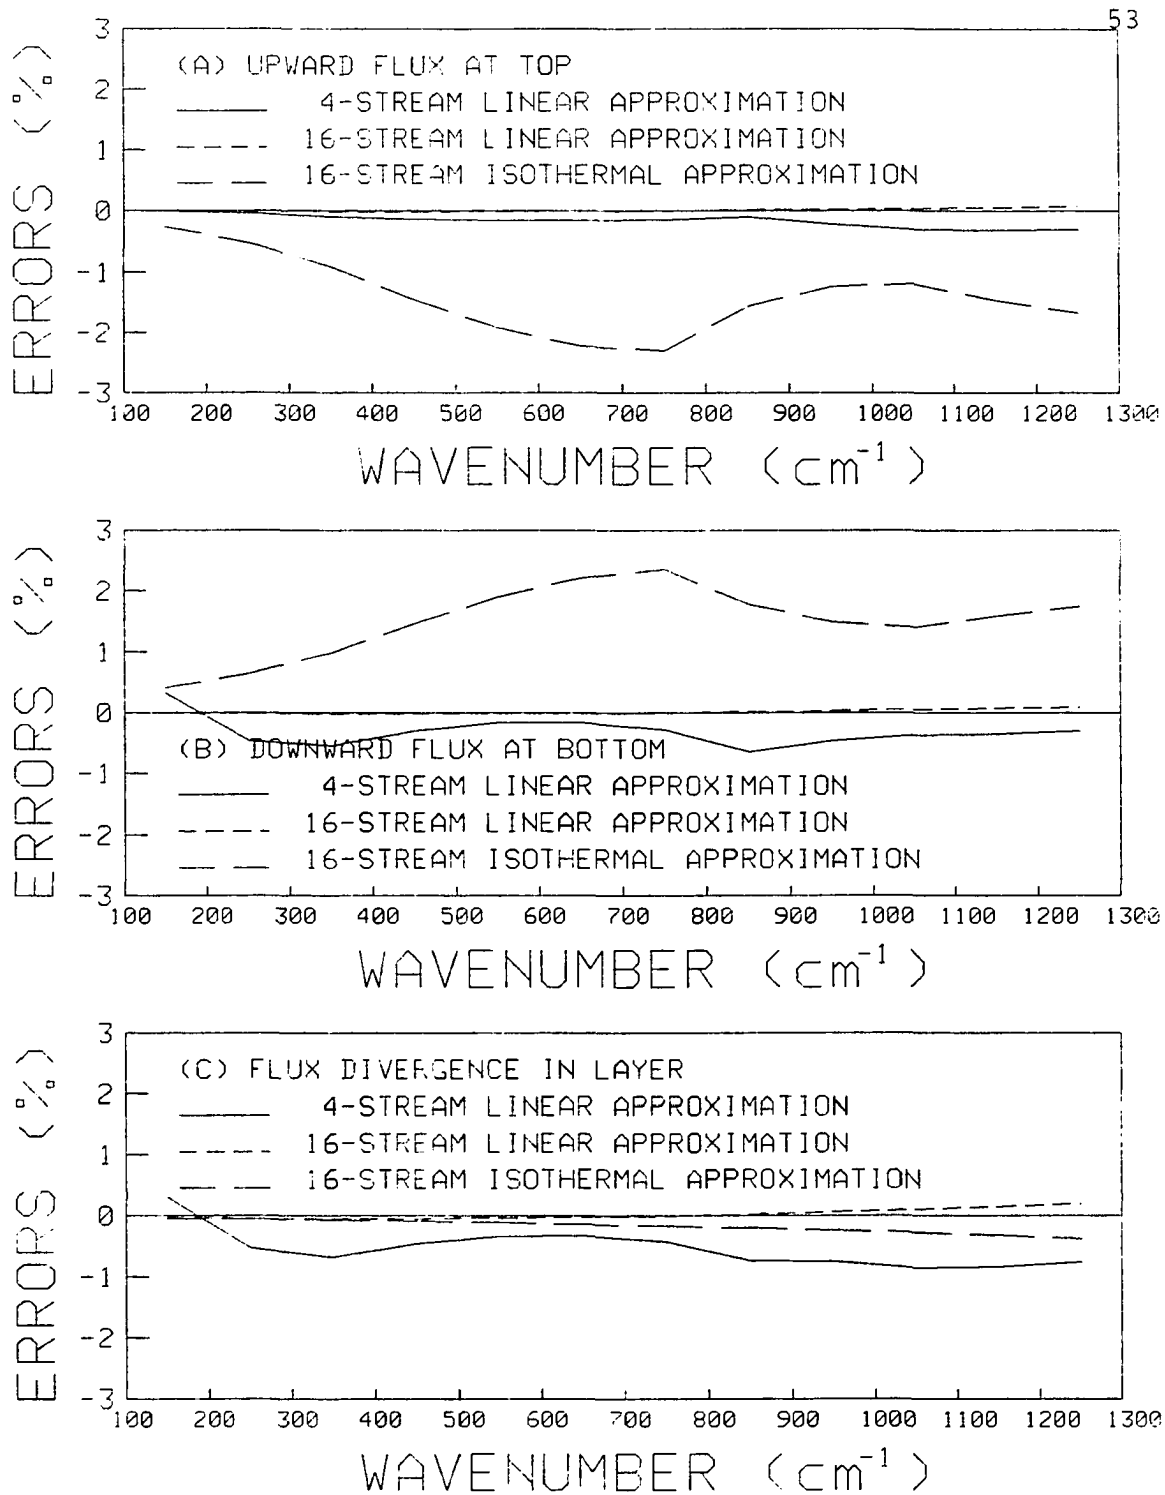 53
3
2
1
0
-1
-2
-3
ERRORS (%)
(A) UPWARD FLUX AT TOP
4-STREAM LINEAR APPROXIMATION
16-STREAM LINEAR APPROXIMATION
16-STREAM ISOTHERMAL APPROXIMATION
100 200 300 400 500 600 700 800 900 1000 1100 1200 1300
WAVENUMBER (cm⁻¹)
3
2
1
0
-1
-2
-3
ERRORS (%)
(B) DOWNWARD FLUX AT BOTTOM
4-STREAM LINEAR APPROXIMATION
16-STREAM LINEAR APPROXIMATION
16-STREAM ISOTHERMAL APPROXIMATION
100 200 300 400 500 600 700 800 900 1000 1100 1200 1300
WAVENUMBER (cm⁻¹)
3
2
1
0
-1
-2
-3
ERRORS (%)
(C) FLUX DIVERGENCE IN LAYER
4-STREAM LINEAR APPROXIMATION
16-STREAM LINEAR APPROXIMATION
16-STREAM ISOTHERMAL APPROXIMATION
100 200 300 400 500 600 700 800 900 1000 1100 1200 1300
WAVENUMBER (cm⁻¹)